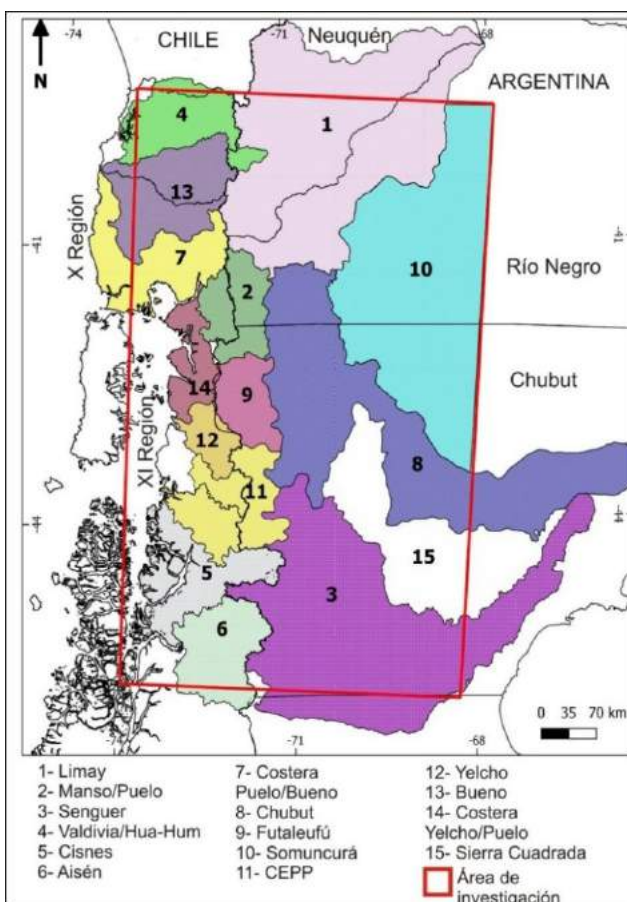 -74
CHILE
-71
Neuquén
-68
N
ARGENTINA
4
1
13
X Región
-41
-41
7
10
Río Negro
2
Chubut
14
9
XI Región
12
8
11
-44
-44
15
5
3
6
0 35 70 km
-74
-71
-68
1- Limay
2- Manso/Puelo
3- Senguer
4- Valdivia/Hua-Hum
5- Cisnes
6- Aisén
7- Costera
Puelo/Bueno
8- Chubut
9- Futaleufú
10- Somuncurá
11- CEPP
12- Yelcho
13- Bueno
14- Costera
Yelcho/Puelo
15- Sierra Cuadrada
Área de
investigación